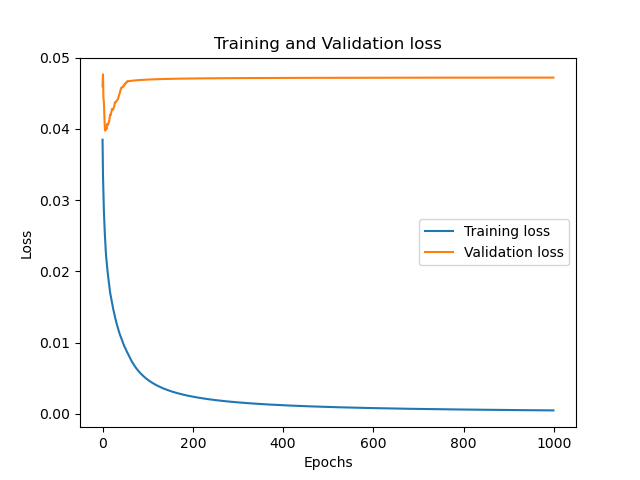 Training and Validation loss
0.05
0.04
0.03
0.02
0.01
0.00
Loss
Training loss
Validation loss
0
200
400
600
800
1000
Epochs